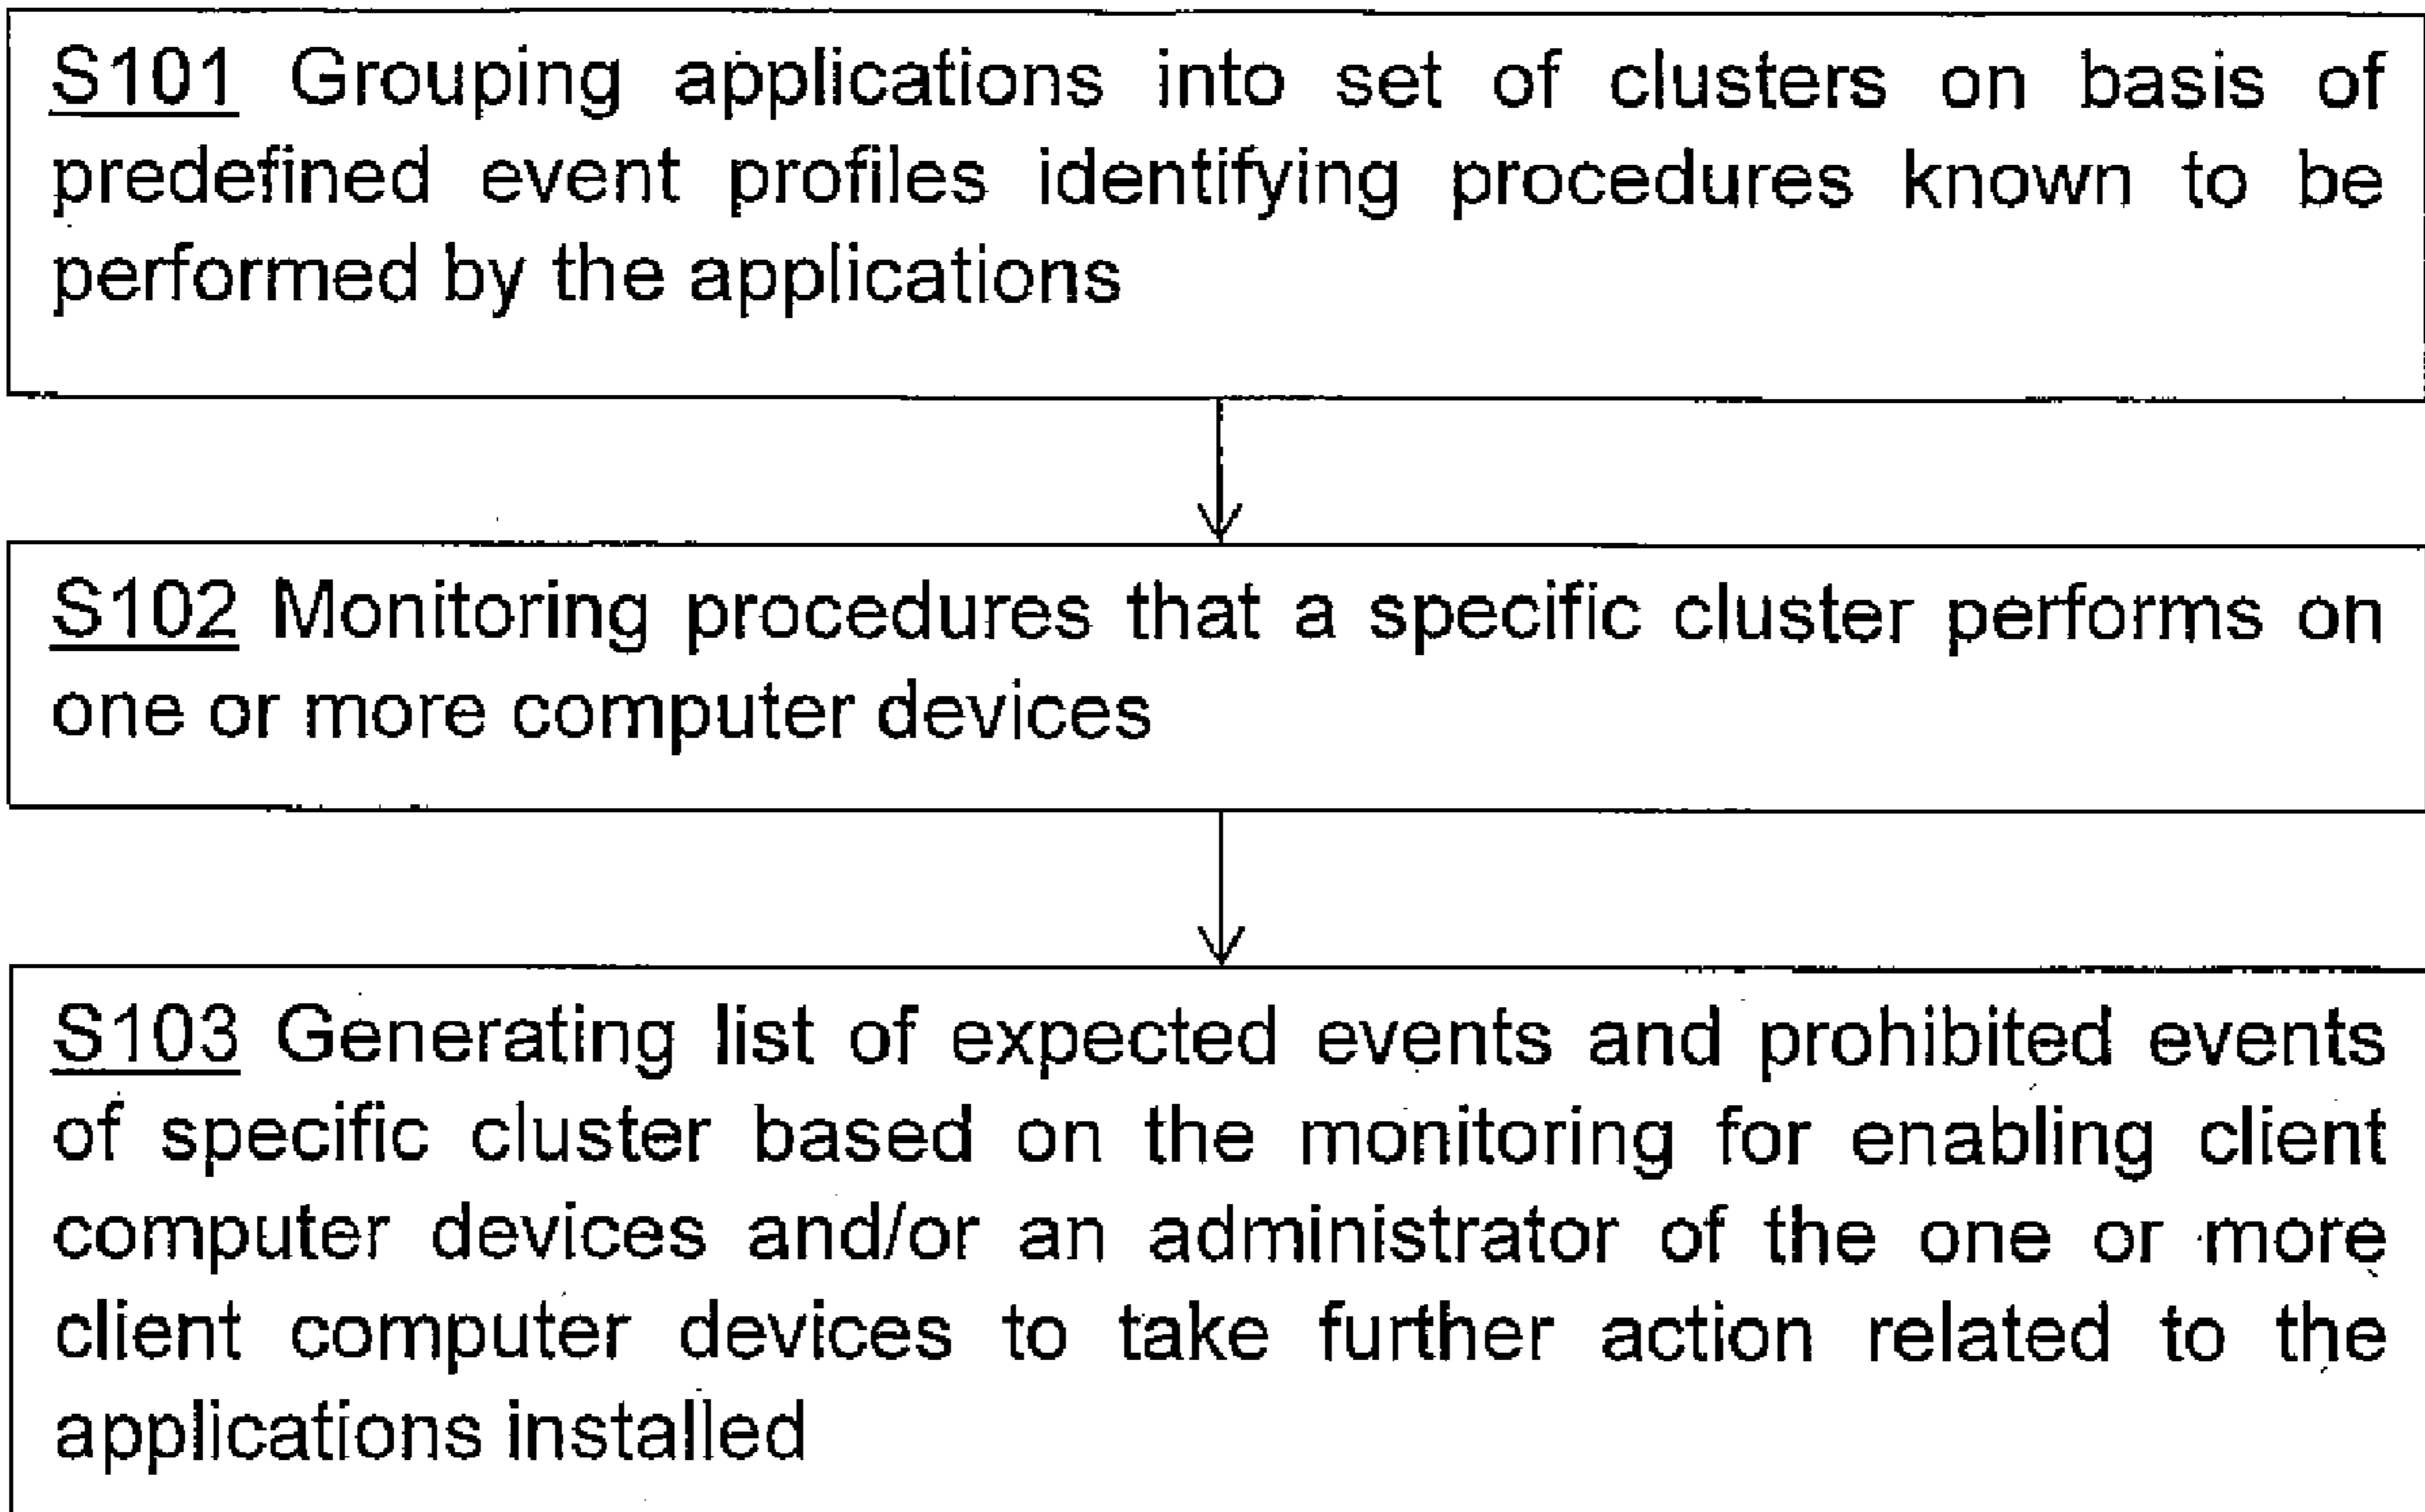 S101 Grouping applications into set of clusters on basis of
predefined event profiles identifying procedures known to be
performed by the applications
S102 Monitoring procedures that a specific cluster performs on
one or more computer devices
S103 Generating list of expected events and prohibited events
of specific cluster based on the monitoring for enabling client
computer devices and/or an administrator of the one or more
client computer devices to take further action related to the
applications installed